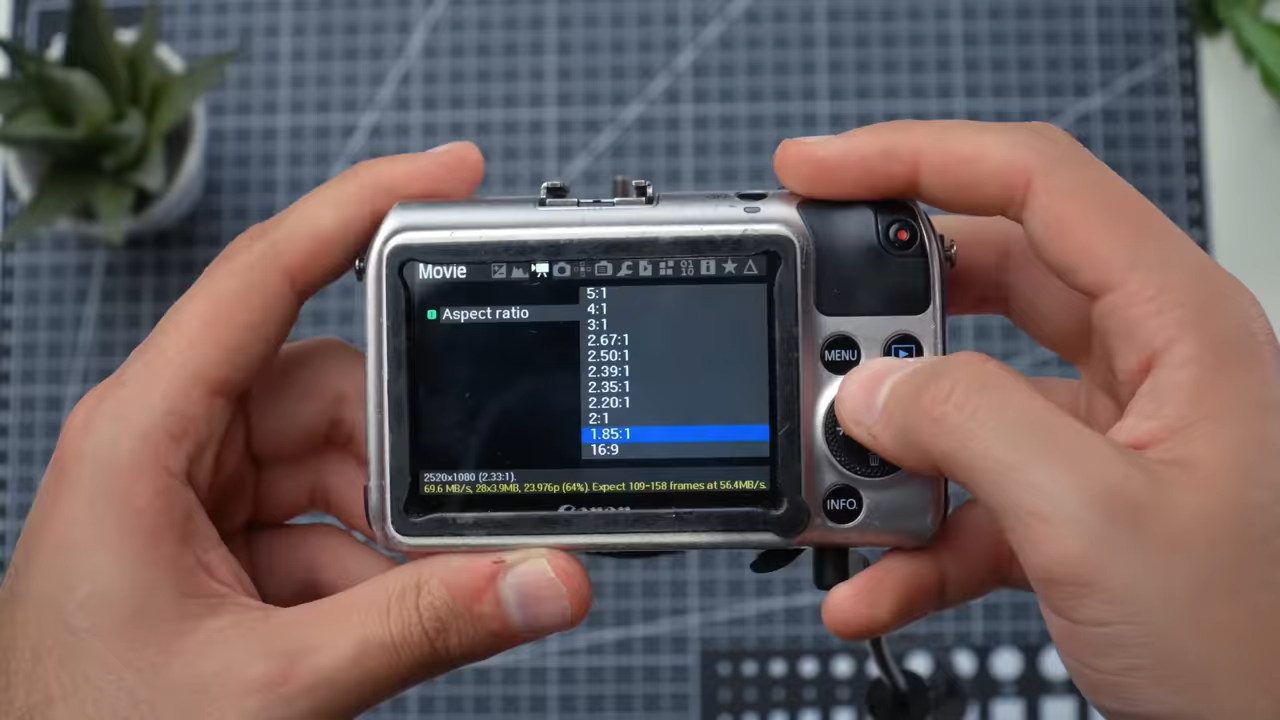 Movie
Aspect ratio
5:1
4:1
3:1
2.67:1
2.50:1
2.39:1
2.35:1
2.20:1
2:1
1.85:1
16:9
2520x1080 (2.33:1).
69.6 MB/s, 28x3.9MB, 23.976p (64%). Expect 109-158 frames at 56.4MB/s.
Canon
MENU
INFO.